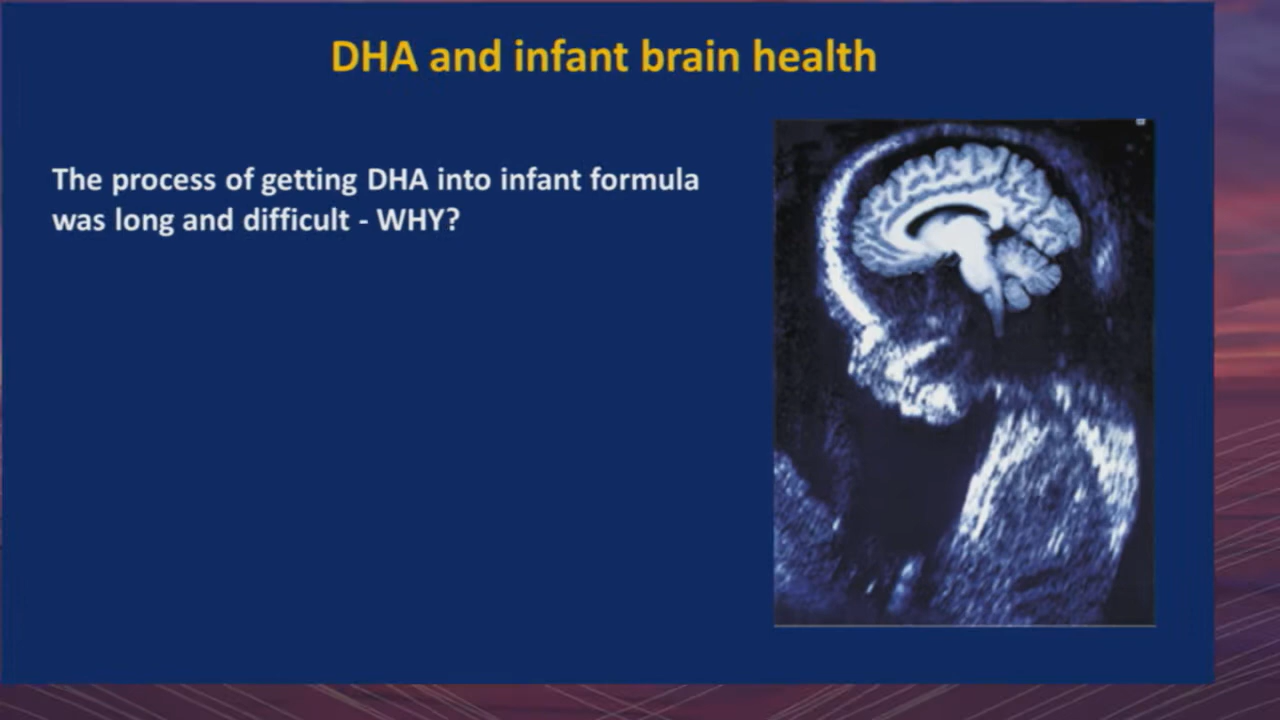 DHA and infant brain health
The process of getting DHA into infant formula
was long and difficult - WHY?